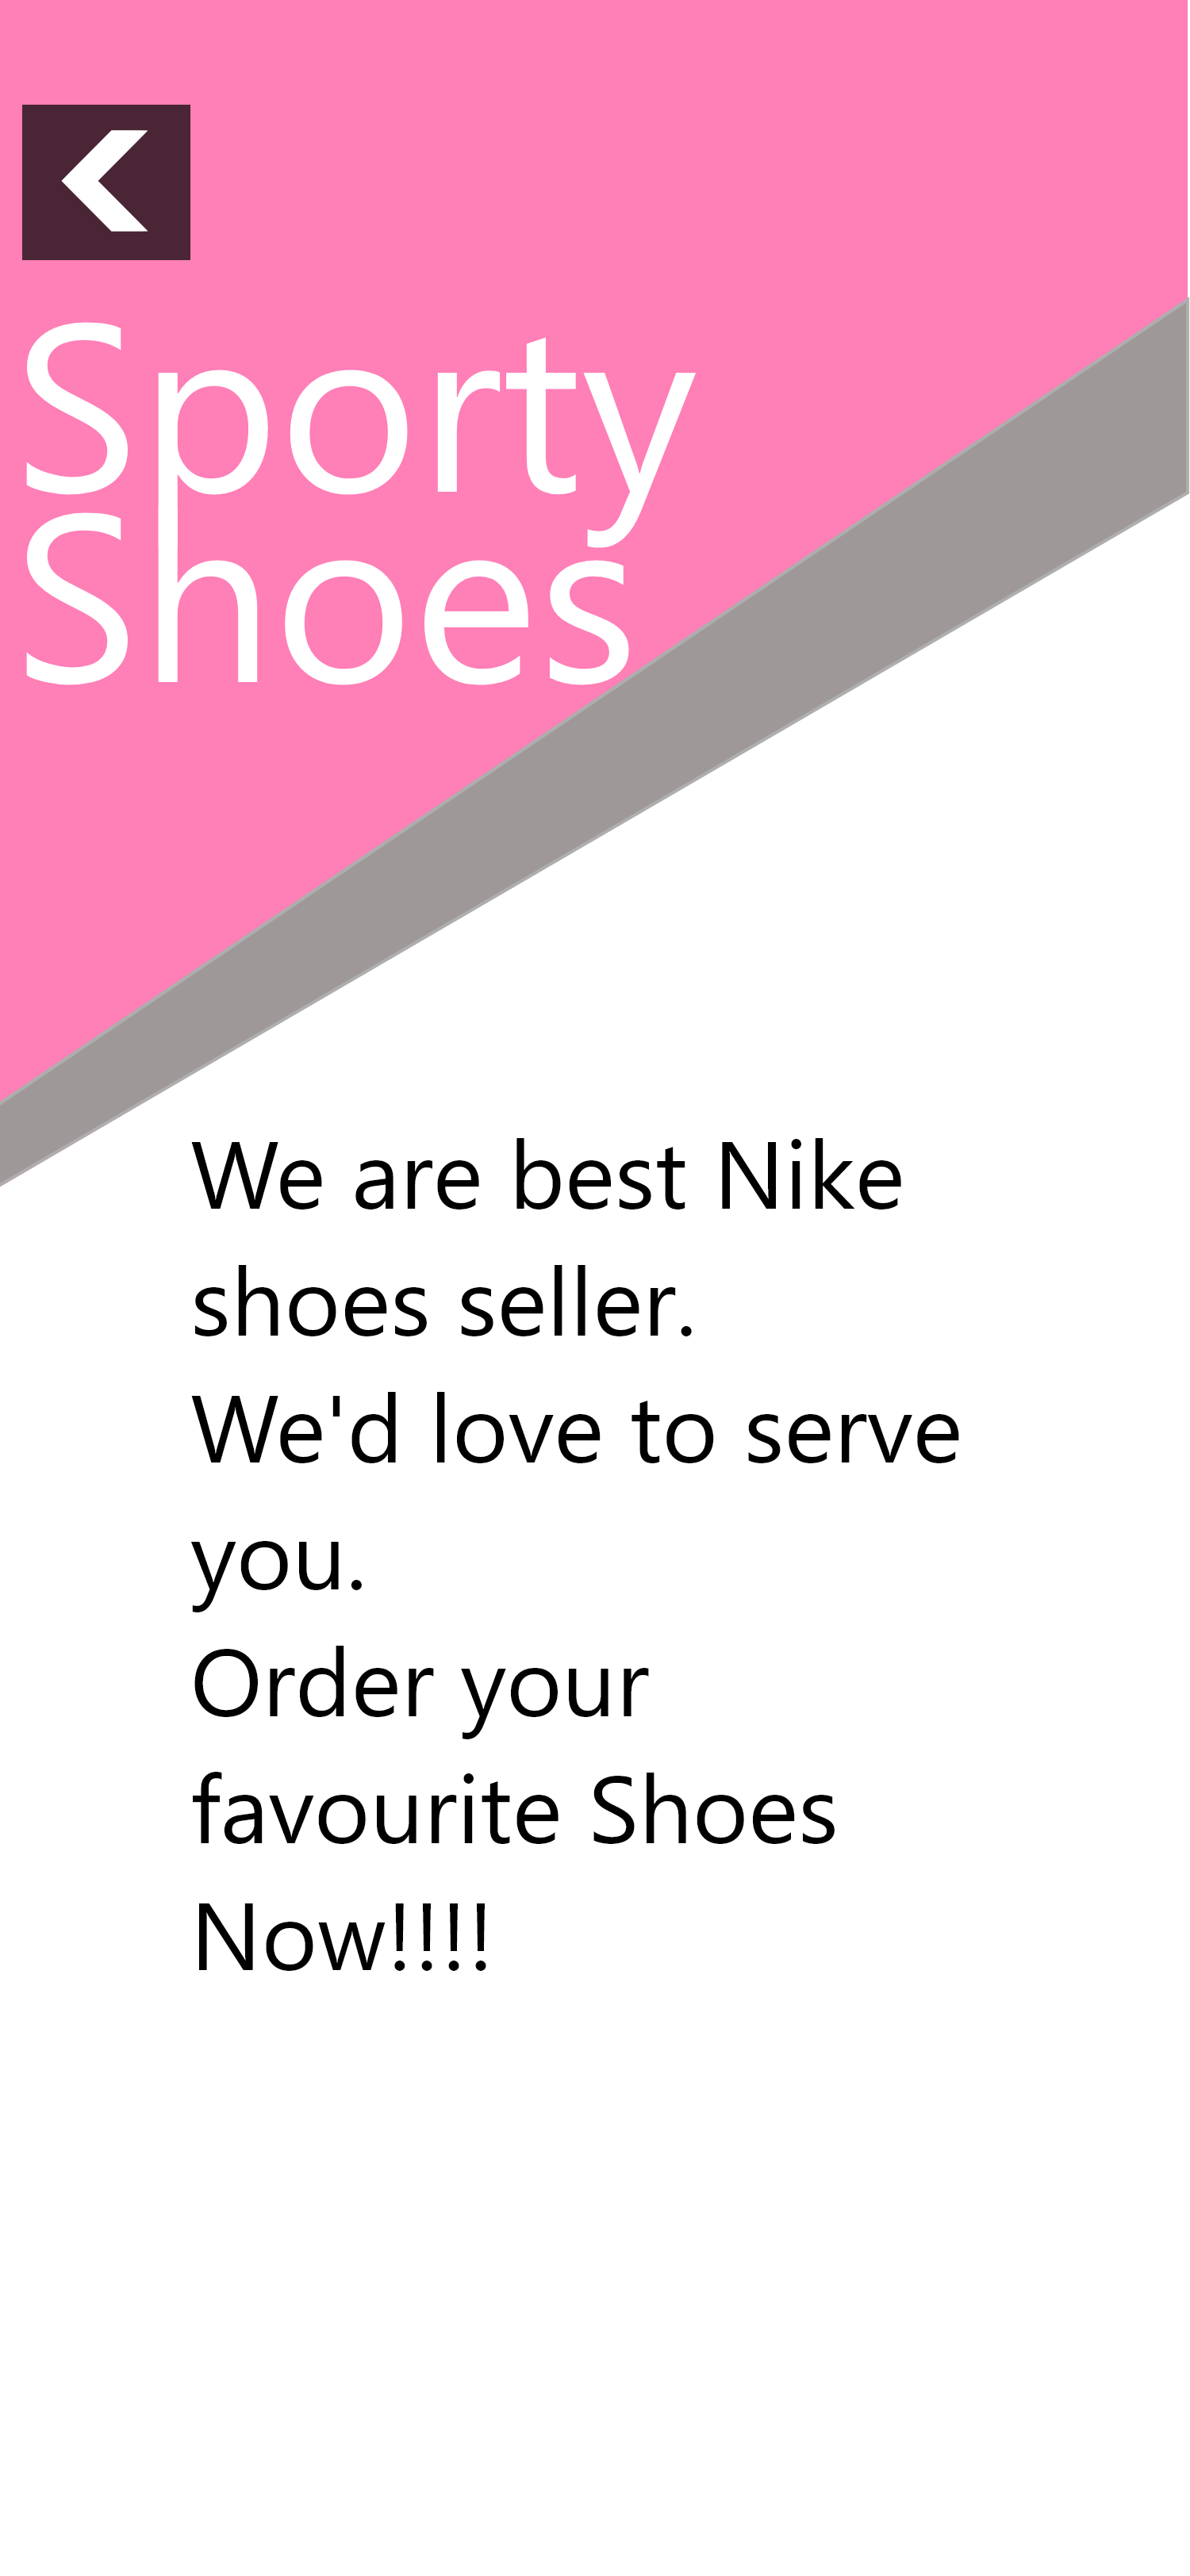 Sporty
Shoes
We are best Nike
shoes seller.
We'd love to serve
you.
Order your
favourite Shoes
Now!!!!